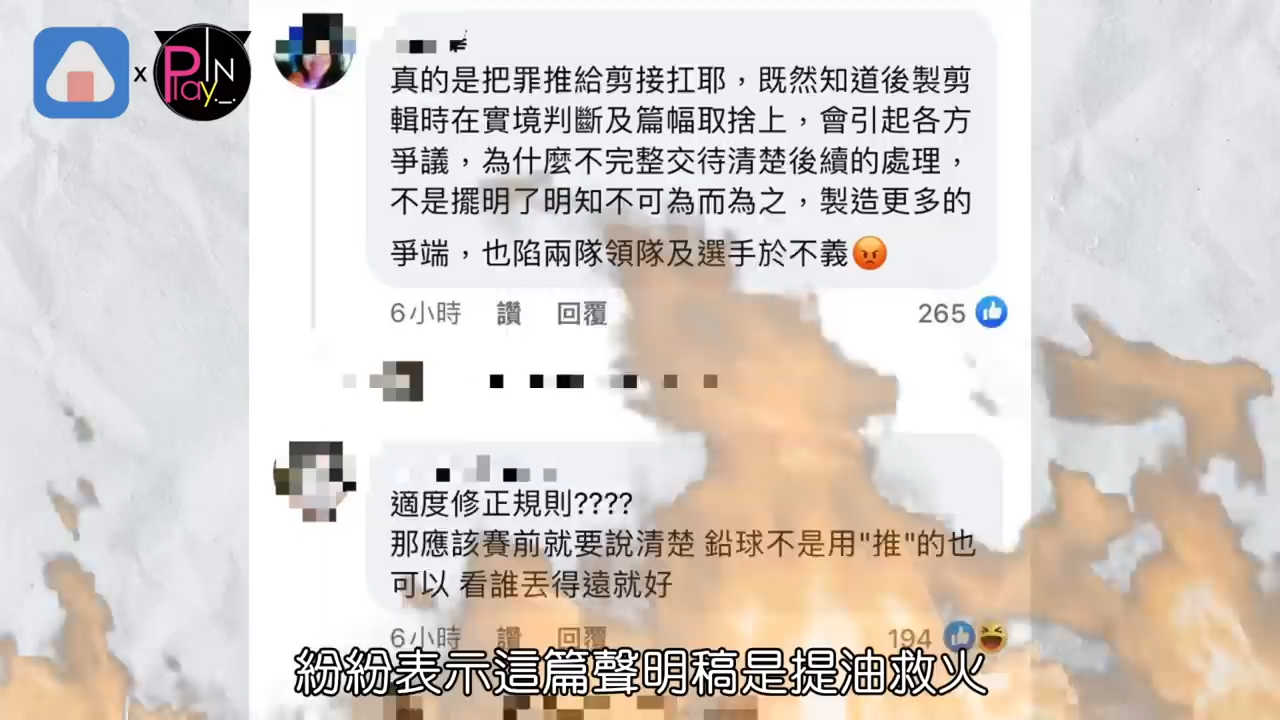 x
PlayIN
真的是把罪推給剪接扛耶，既然知道後製剪
輯時在實境判斷及篇幅取捨上，會引起各方
爭議，為什麼不完整交待清楚後續的處理，
不是擺明了明知不可為而為之，製造更多的
爭端，也陷兩隊領隊及選手於不義😡
6小時 讚 回覆 265
適度修正規則????
那應該賽前就要說清楚 鉛球不是用"推"的也
可以 看誰丟得遠就好
6小時 讚 回覆 194
紛紛表示這篇聲明稿是提油救火